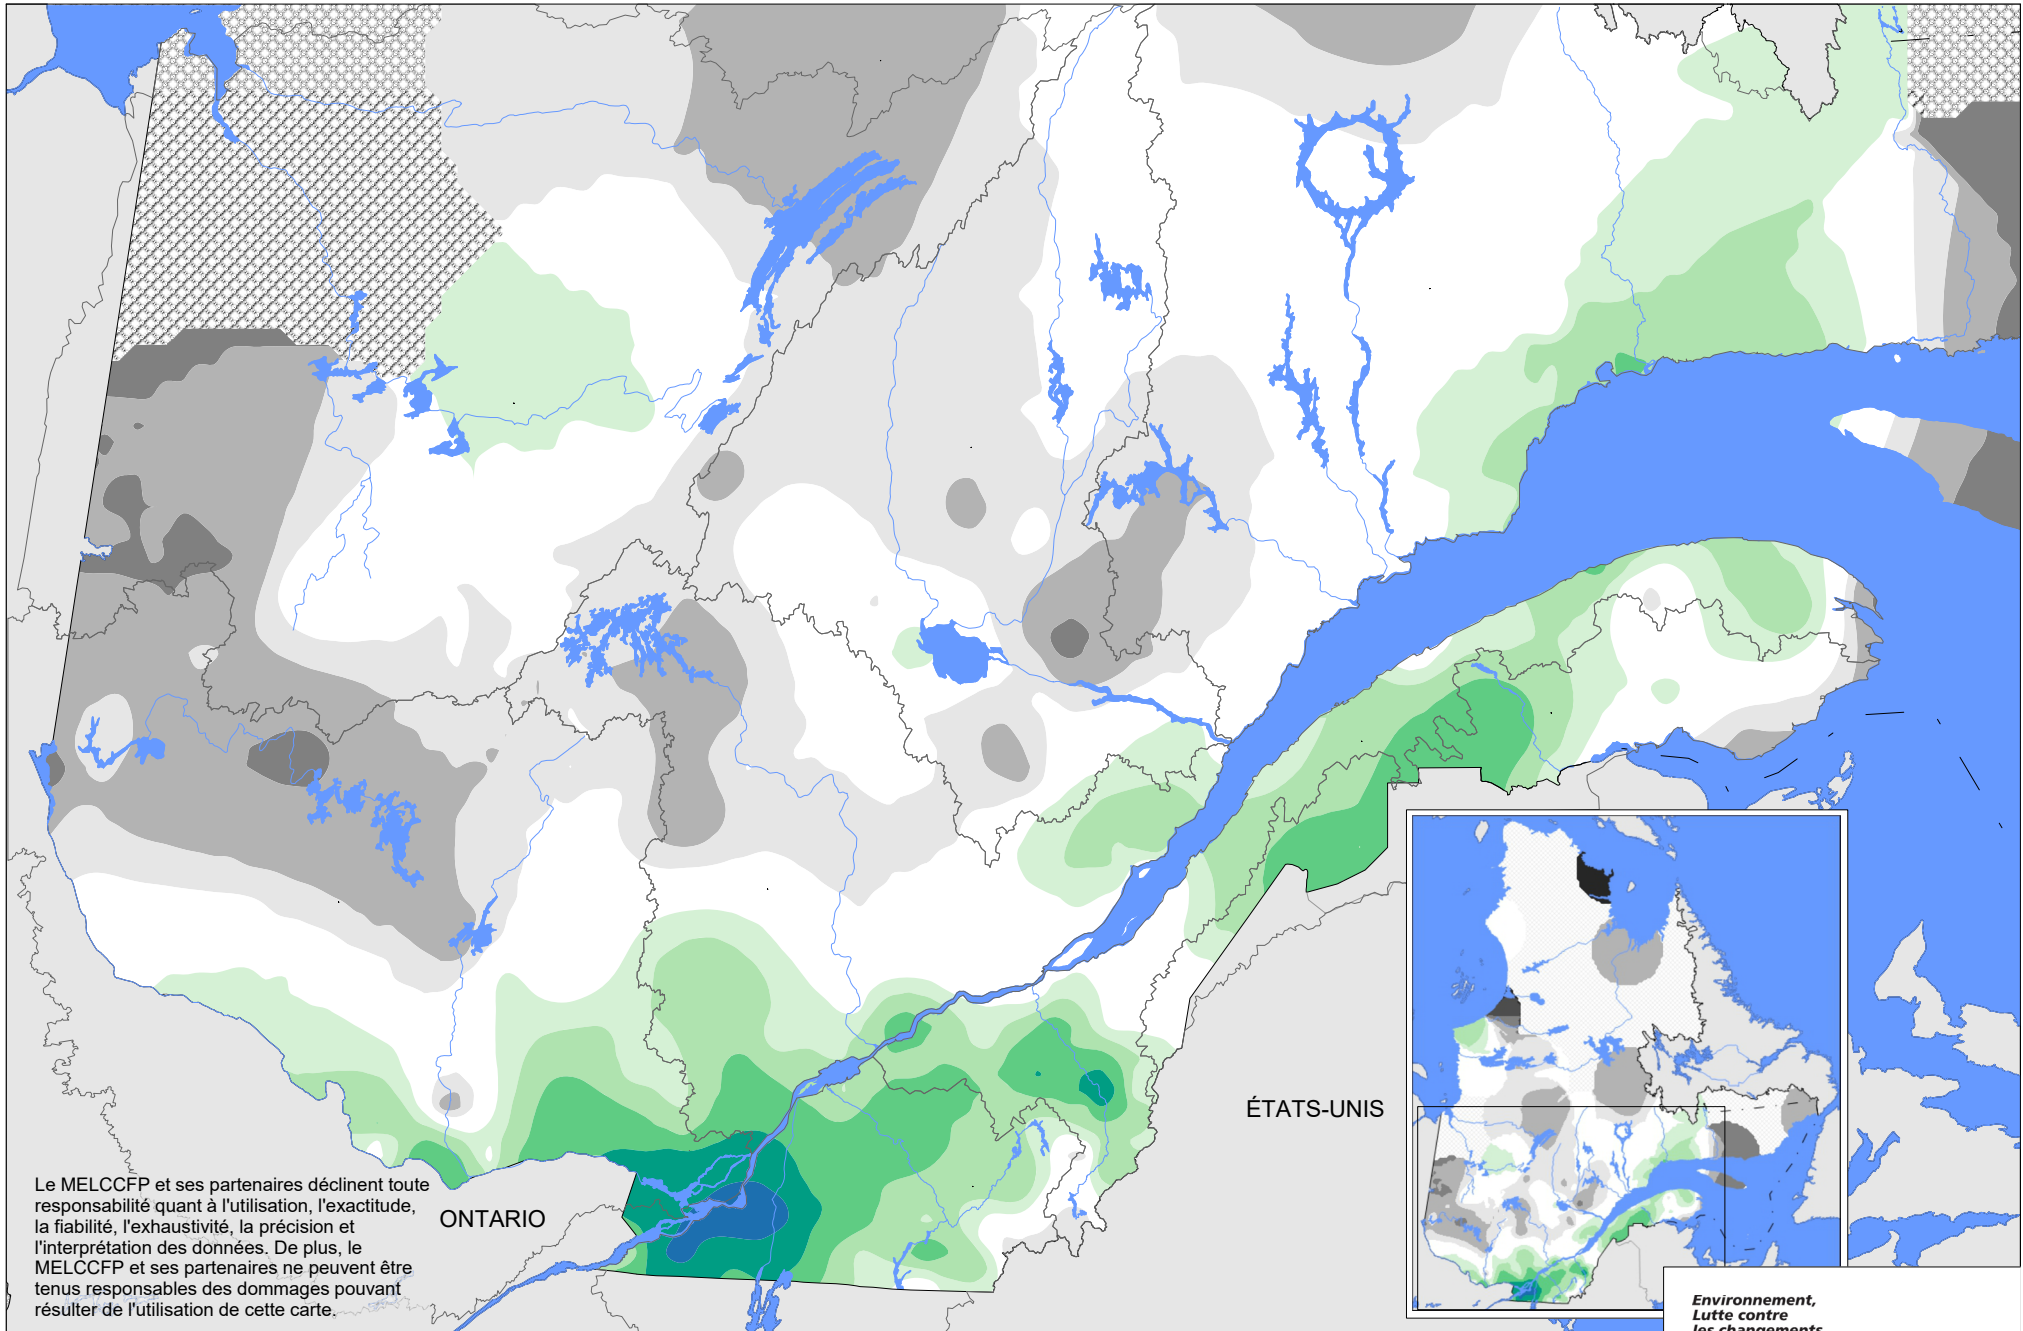 ÉTATS-UNIS
Le MELCCFP et ses partenaires déclinent toute
responsabilité quant à l'utilisation, l'exactitude,
la fiabilité, l'exhaustivité, la précision et
l'interprétation des données. De plus, le
MELCCFP et ses partenaires ne peuvent être
tenus responsables des dommages pouvant
résulter de l'utilisation de cette carte.
ONTARIO
Environnement,
Lutte contre
les changements